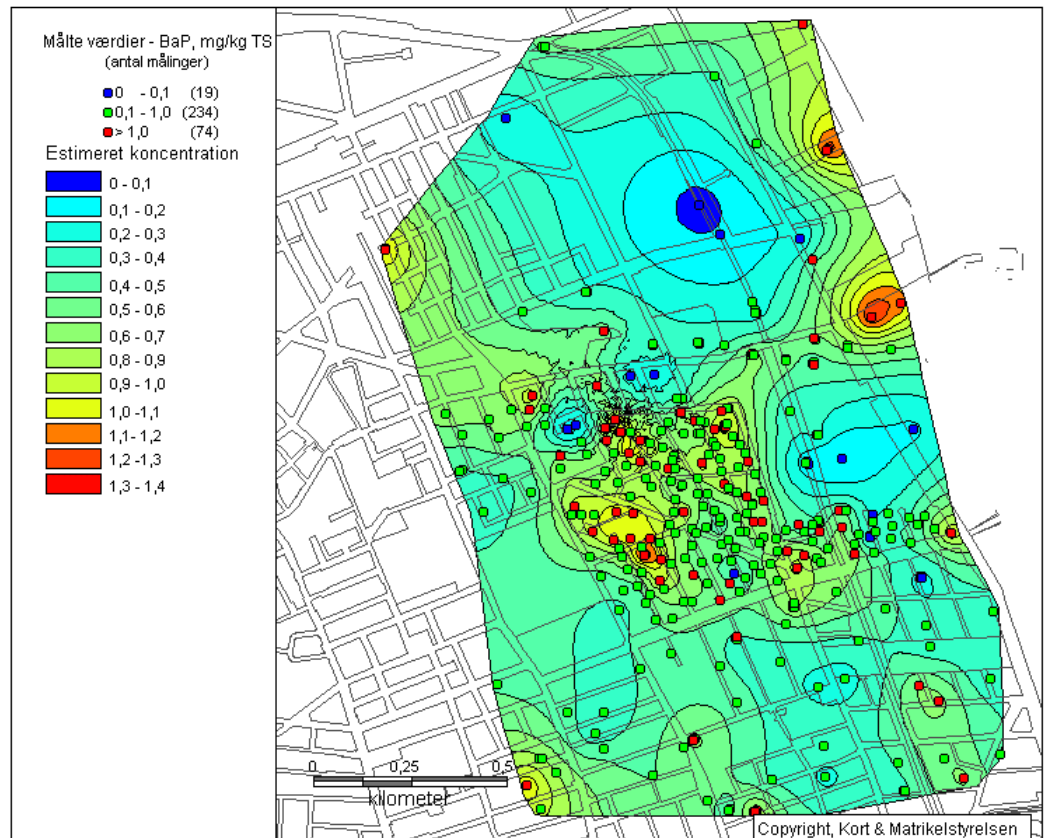 Målte værdier - BaP, mg/kg TS
(antal målinger)
0 - 0,1 (19)
0,1 - 1,0 (234)
> 1,0 (74)
Estimeret koncentration
0 - 0,1
0,1 - 0,2
0,2 - 0,3
0,3 - 0,4
0,4 - 0,5
0,5 - 0,6
0,6 - 0,7
0,8 - 0,9
0,9 - 1,0
1,0 -1,1
1,1- 1,2
1,2 -1,3
1,3 - 1,4
0 0,25 0,5
kilometer
Copyright, Kort & Matrikelstyrelsen